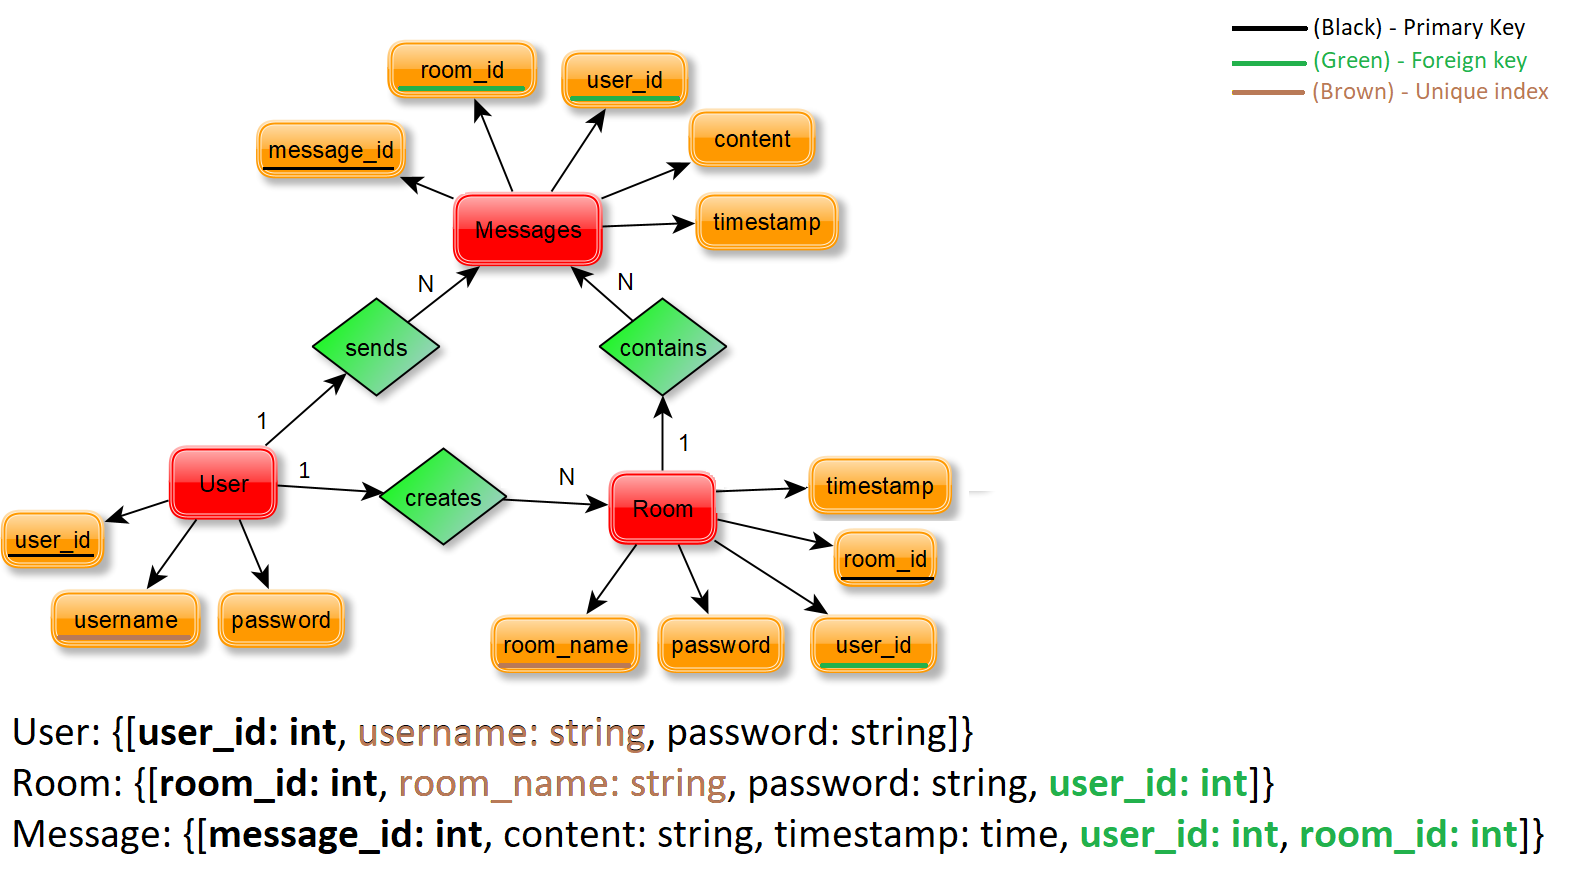 (Black) - Primary Key
(Green) - Foreign key
(Brown) - Unique index
room_id
user_id
message_id
content
Messages
timestamp
N
N
sends
contains
1
1
User
1
creates
N
Room
timestamp
user_id
room_id
username
password
room_name
password
user_id
User: {[user_id: int, username: string, password: string]}
Room: {[room_id: int, room_name: string, password: string, user_id: int]}
Message: {[message_id: int, content: string, timestamp: time, user_id: int, room_id: int]}